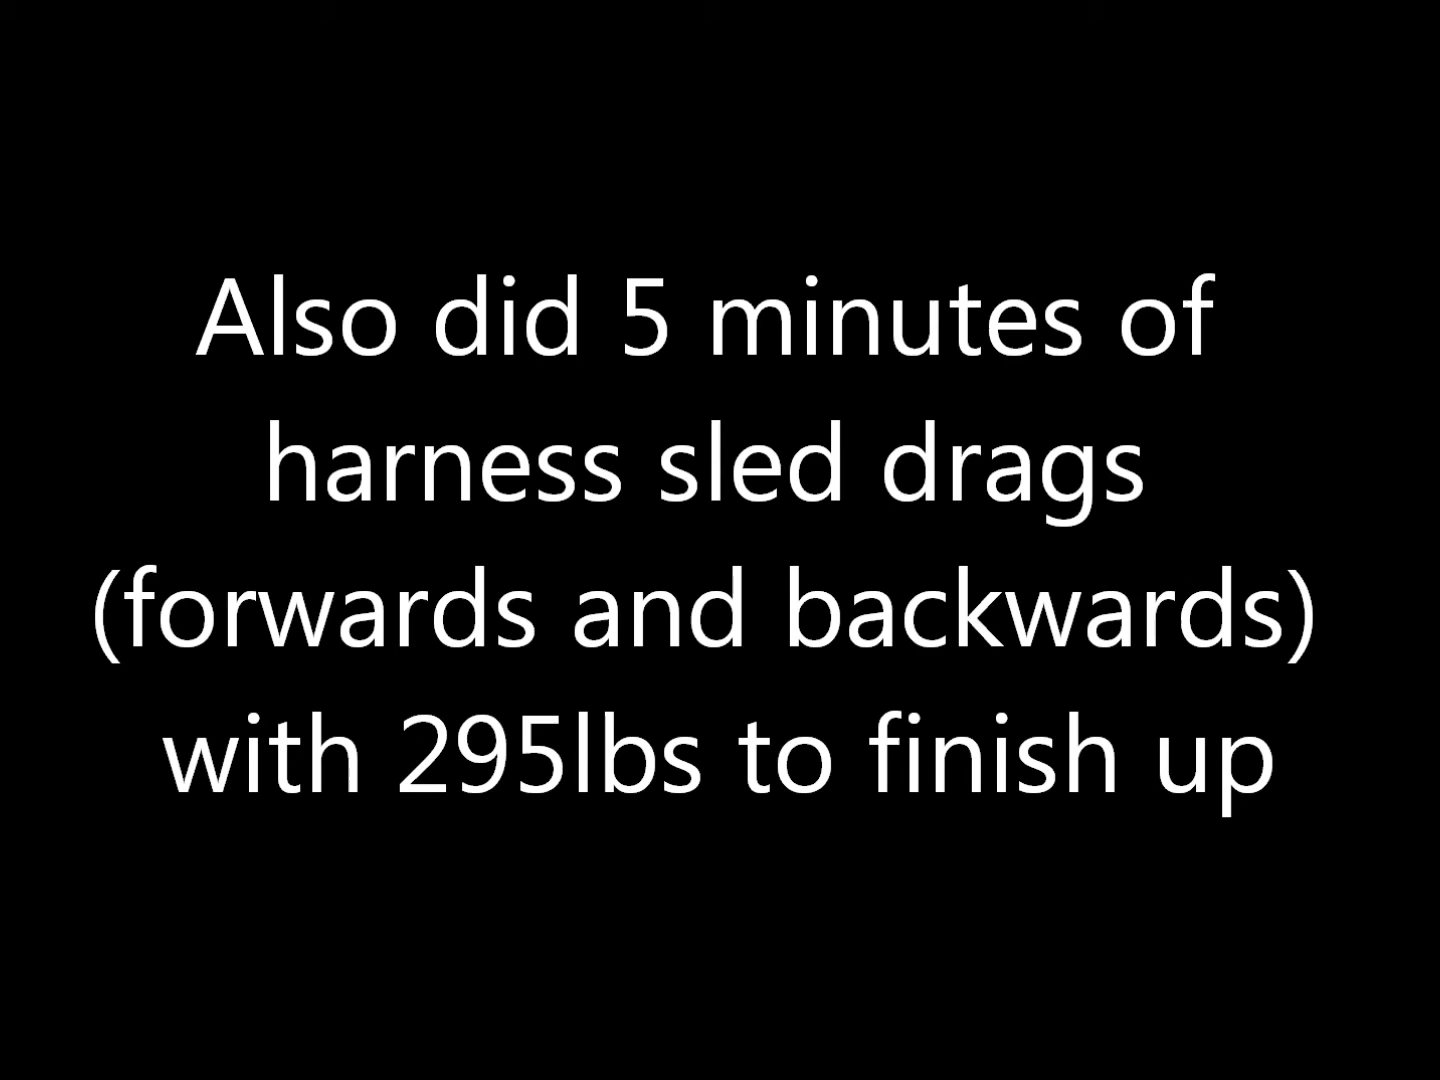 Also did 5 minutes of
harness sled drags
(forwards and backwards)
with 295lbs to finish up